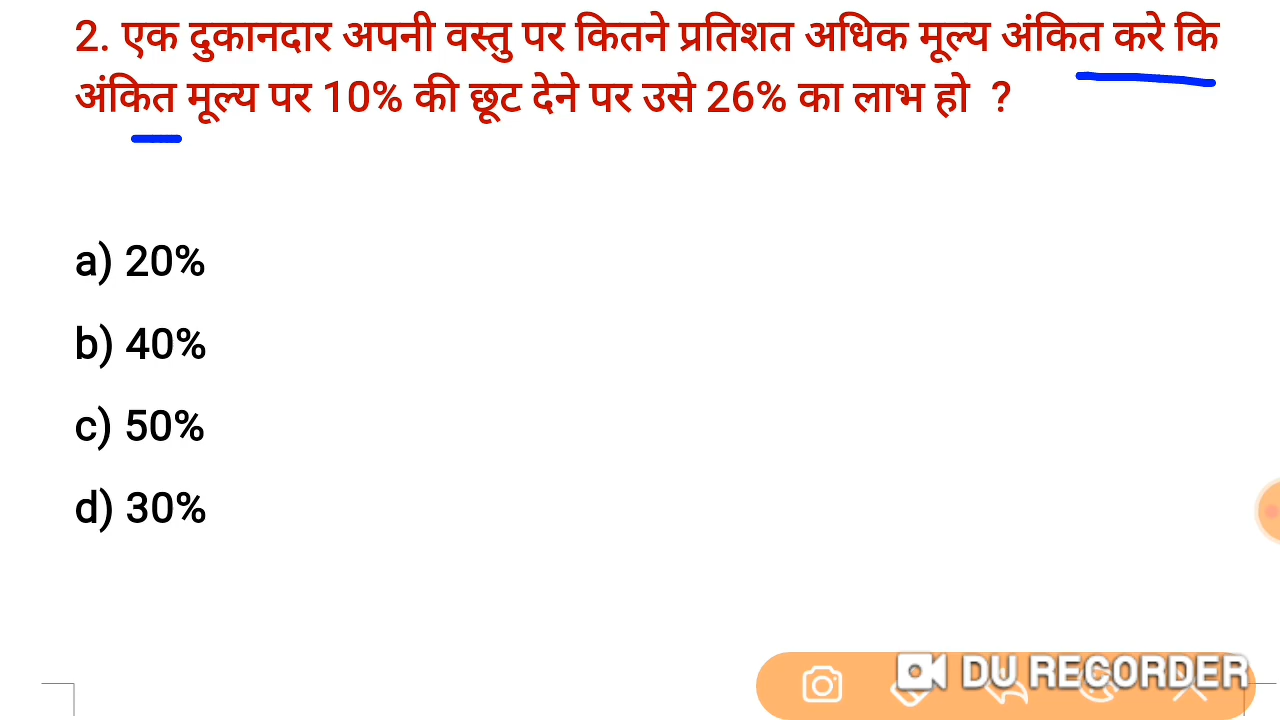 2. एक दुकानदार अपनी वस्तु पर कितने प्रतिशत अधिक मूल्य अंकित करे कि
अंकित मूल्य पर 10% की छूट देने पर उसे 26% का लाभ हो ?
a) 20%
b) 40%
c) 50%
d) 30%
DU RECORDER